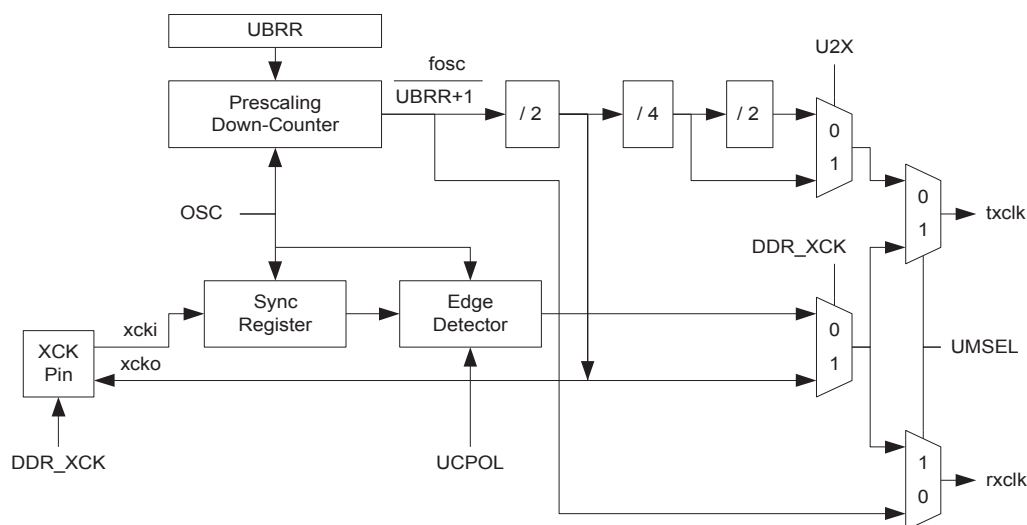 UBRR
U2X
fosc
Prescaling
Down-Counter
UBRR+1
/ 2
/ 4
/ 2
0
1
OSC
0
1
txclk
DDR_XCK
Sync
Register
Edge
Detector
xcki
0
1
XCK
Pin
xcko
UMSEL
DDR_XCK
UCPOL
1
0
rxclk